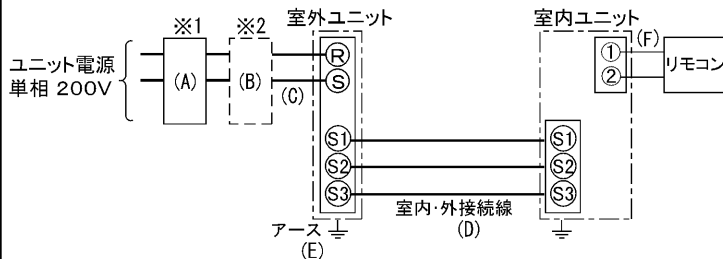 ※1
※2
室外ユニット
室内ユニット
ユニット電源
単相 200V
(A)
(B)
(C)
R
S
①
②
(F)
リモコン
S1
S2
S3
S1
S2
S3
室内・外接続線
(D)
アース
(E)